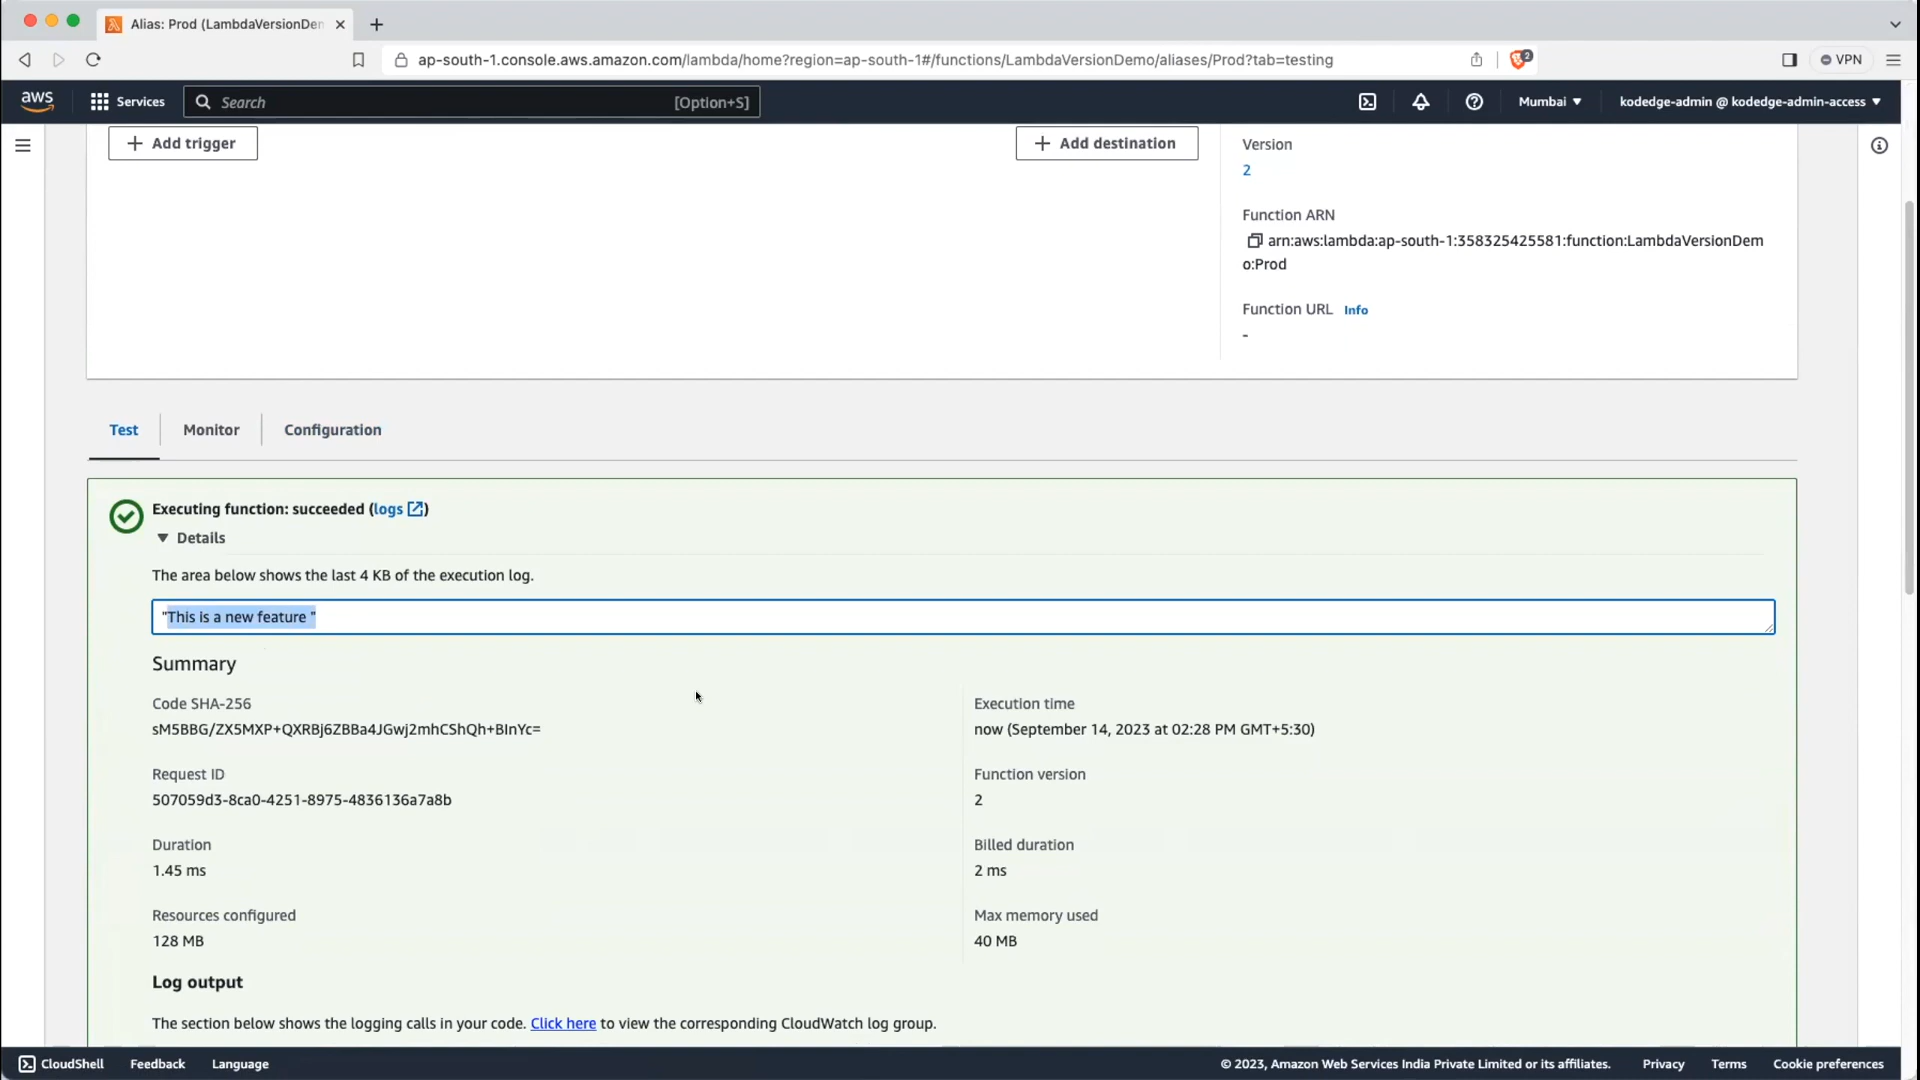 Alias: Prod (LambdaVersionDen
ap-south-1.console.aws.amazon.com/lambda/home?region=ap-south-1#/functions/LambdaVersionDemo/aliases/Prod?tab=testing
2
VPN
aws
Services
Search
[Option+S]
Mumbai
kodedge-admin @ kodedge-admin-access
Add trigger
Add destination
Version
2
Function ARN
arn:aws:lambda:ap-south-1:358325425581:function:LambdaVersionDem
o:Prod
Function URL Info
-
Test
Monitor
Configuration
Executing function: succeeded (logs)
Details
The area below shows the last 4 KB of the execution log.
"This is a new feature "
Summary
Code SHA-256
sM5BBG/ZX5MXP+QXRBj6ZBBa4JGwj2mhCShQh+BInYc=
Execution time
now (September 14, 2023 at 02:28 PM GMT+5:30)
Request ID
507059d3-8ca0-4251-8975-4836136a7a8b
Function version
2
Duration
1.45 ms
Billed duration
2 ms
Resources configured
128 MB
Max memory used
40 MB
Log output
The section below shows the logging calls in your code. Click here to view the corresponding CloudWatch log group.
CloudShell
Feedback
Language
© 2023, Amazon Web Services India Private Limited or its affiliates.
Privacy
Terms
Cookie preferences